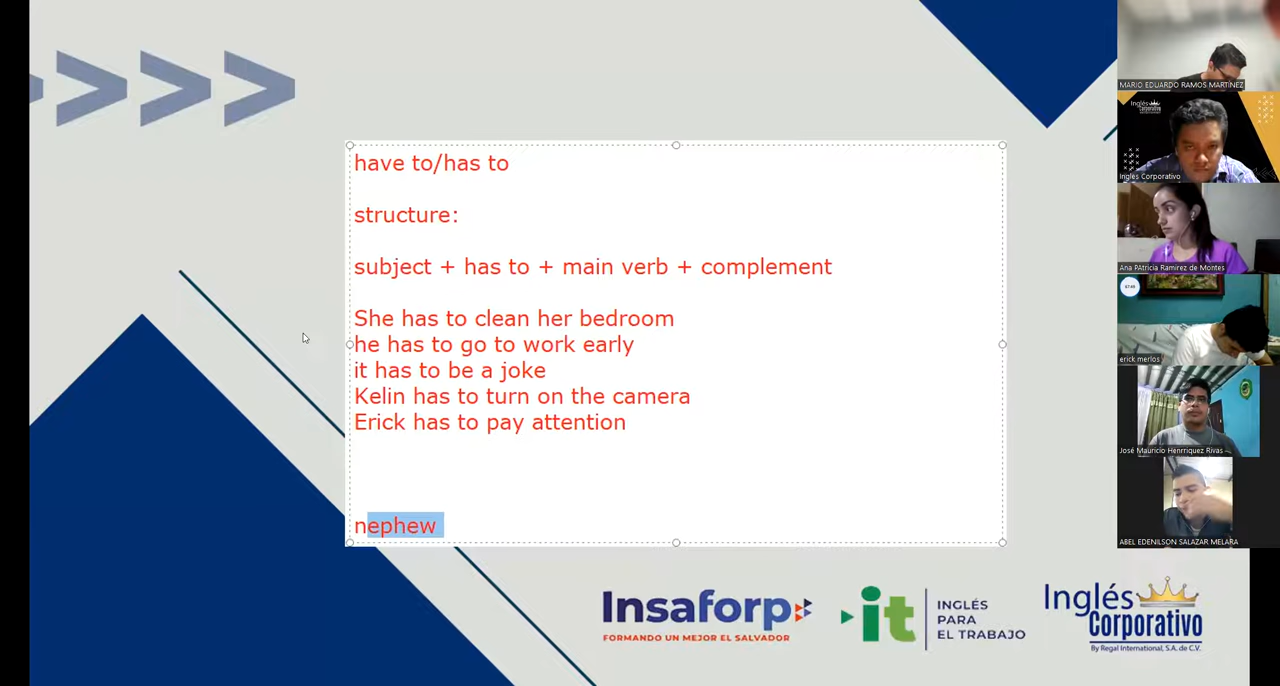 have to/has to
structure:
subject + has to + main verb + complement
She has to clean her bedroom
he has to go to work early
it has to be a joke
Kelin has to turn on the camera
Erick has to pay attention
nephew
Insaforp
FORMANDO UN MEJOR EL SALVADOR
it
INGLÉS
PARA
EL TRABAJO
Inglés
Corporativo
By Regal International, S.A. de C.V.
MARIO EDUARDO RAMOS MARTÍNEZ
Inglés
Corporativo
Inglés Corporativo
Ana PAtricia Ramirez de Montes
erick merlos
José Mauricio Henrriquez Rivas
ABEL EDENILSON SALAZAR MELARA